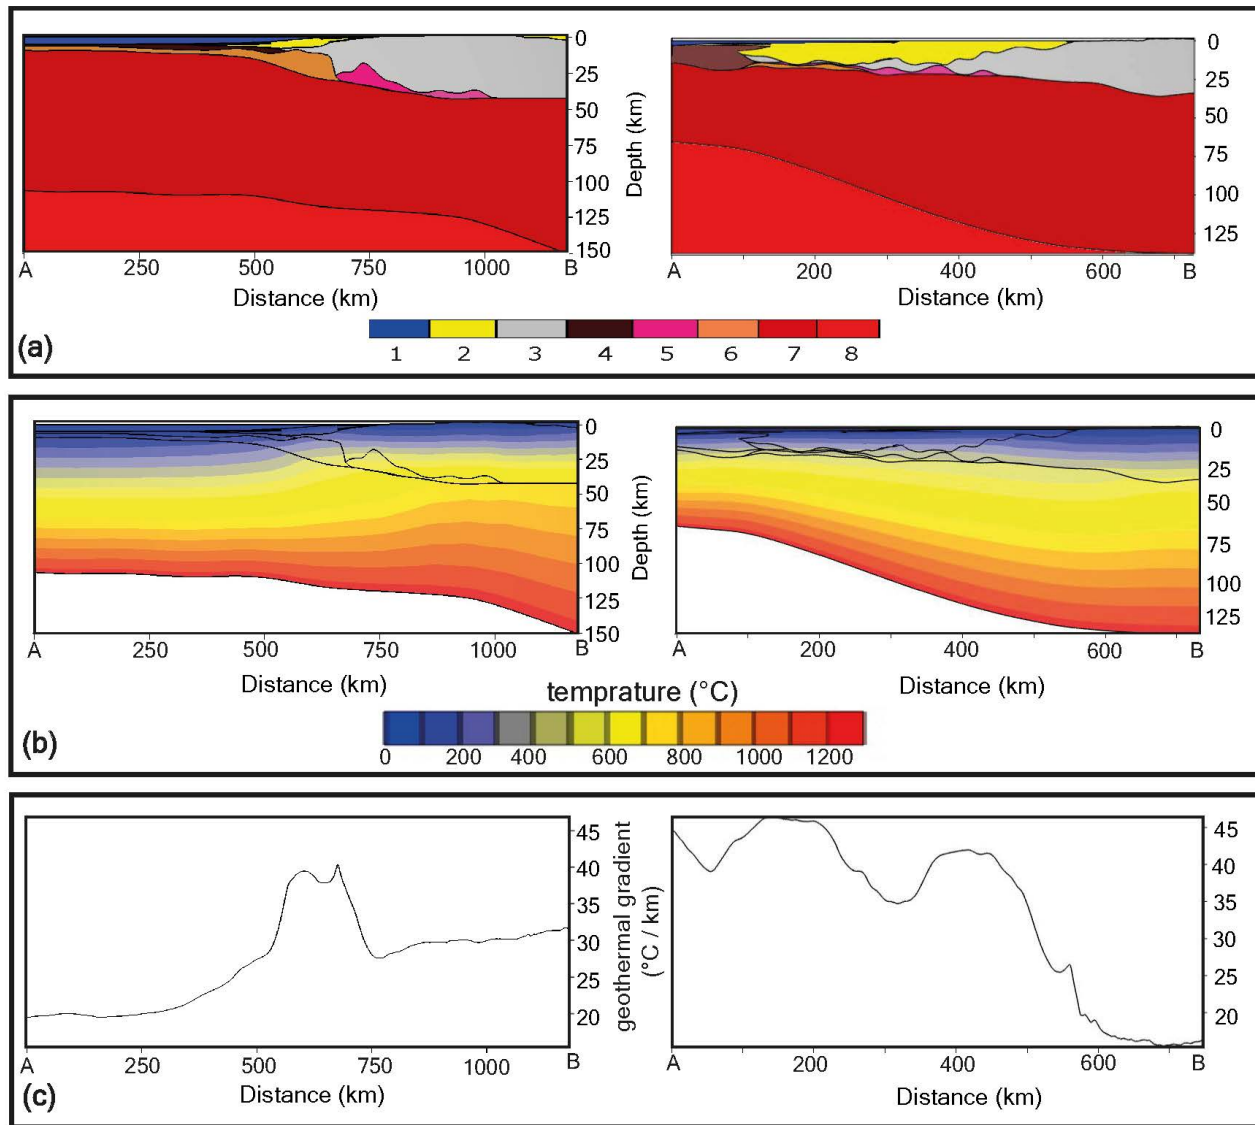 0
25
50
75
100
125
150
A 250 500 750 1000 B
Distance (km)
Depth (km)
0
25
50
75
100
125
A 200 400 600 B
Distance (km)
1 2 3 4 5 6 7 8
(a)
0
25
50
75
100
125
150
A 250 500 750 1000 B
Distance (km)
Depth (km)
0
25
50
75
100
125
A 200 400 600 B
Distance (km)
temprature (°C)
0 200 400 600 800 1000 1200
(b)
45
40
35
30
25
20
A 250 500 750 1000 B
Distance (km)
geothermal gradient
(°C / km)
45
40
35
30
25
20
A 200 400 600 B
Distance (km)
(c)